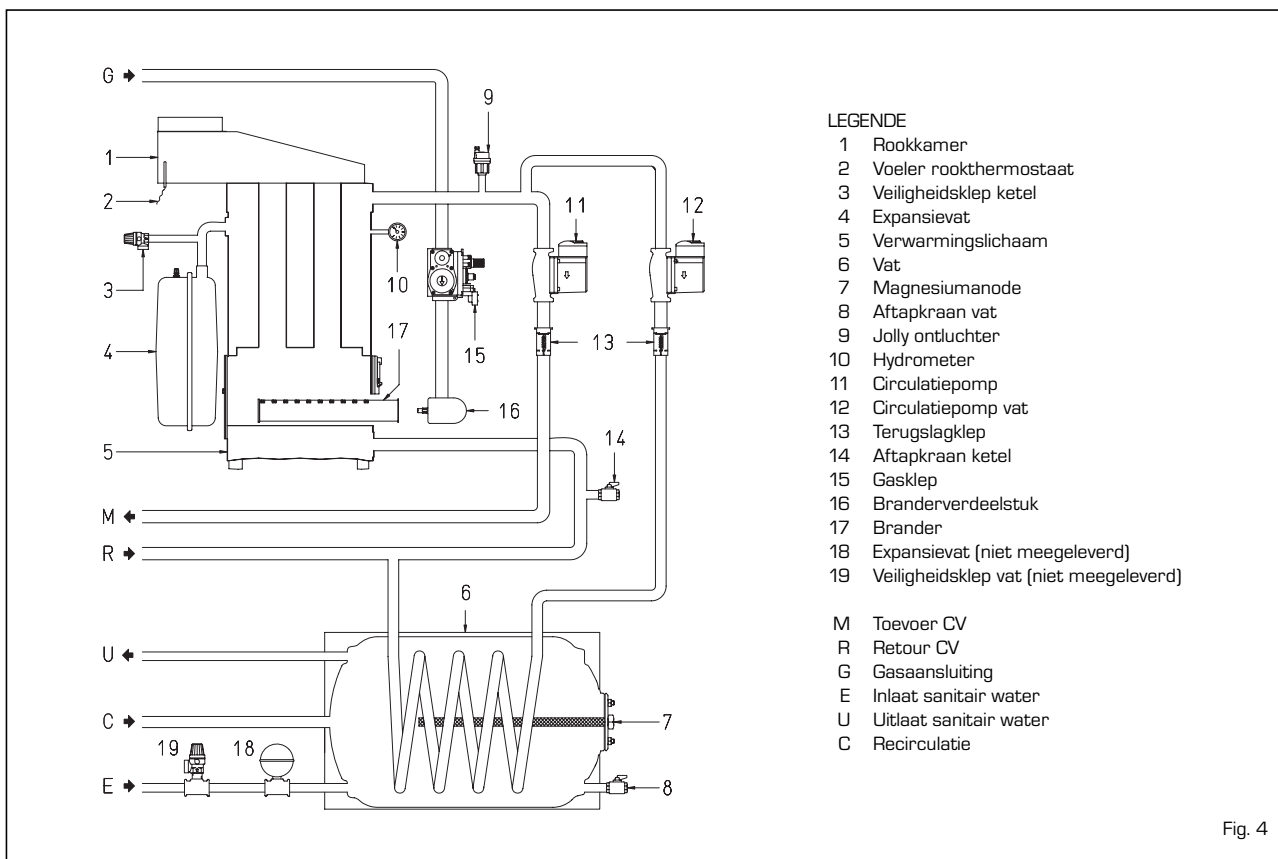 G
9
1
2
11
12
3
10
4
17
15
13
16
14
5
M
R
6
U
C
7
19
18
E
8
LEGENDE
1 Rookkamer
2 Voeler rookthermostaat
3 Veiligheidsklep ketel
4 Expansievat
5 Verwarmingslichaam
6 Vat
7 Magnesiumanode
8 Aftapkraan vat
9 Jolly ontluchter
10 Hydrometer
11 Circulatiepomp
12 Circulatiepomp vat
13 Terugslagklep
14 Aftapkraan ketel
15 Gasklep
16 Branderverdeelstuk
17 Brander
18 Expansievat (niet meegeleverd)
19 Veiligheidsklep vat (niet meegeleverd)
M Toevoer CV
R Retour CV
G Gasaansluiting
E Inlaat sanitair water
U Uitlaat sanitair water
C Recirculatie
Fig. 4